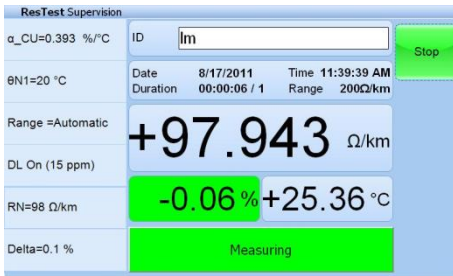 ResTest Supervision
α_CU=0.393 %/°C
θN1=20 °C
Range =Automatic
DL On (15 ppm)
RN=98 Ω/km
Delta=0.1 %
ID lm
Date 8/17/2011 Time 11:39:39 AM
Duration 00:00:06 / 1 Range 200Ω/km
+97.943 Ω/km
-0.06 % +25.36 °C
Measuring
Stop